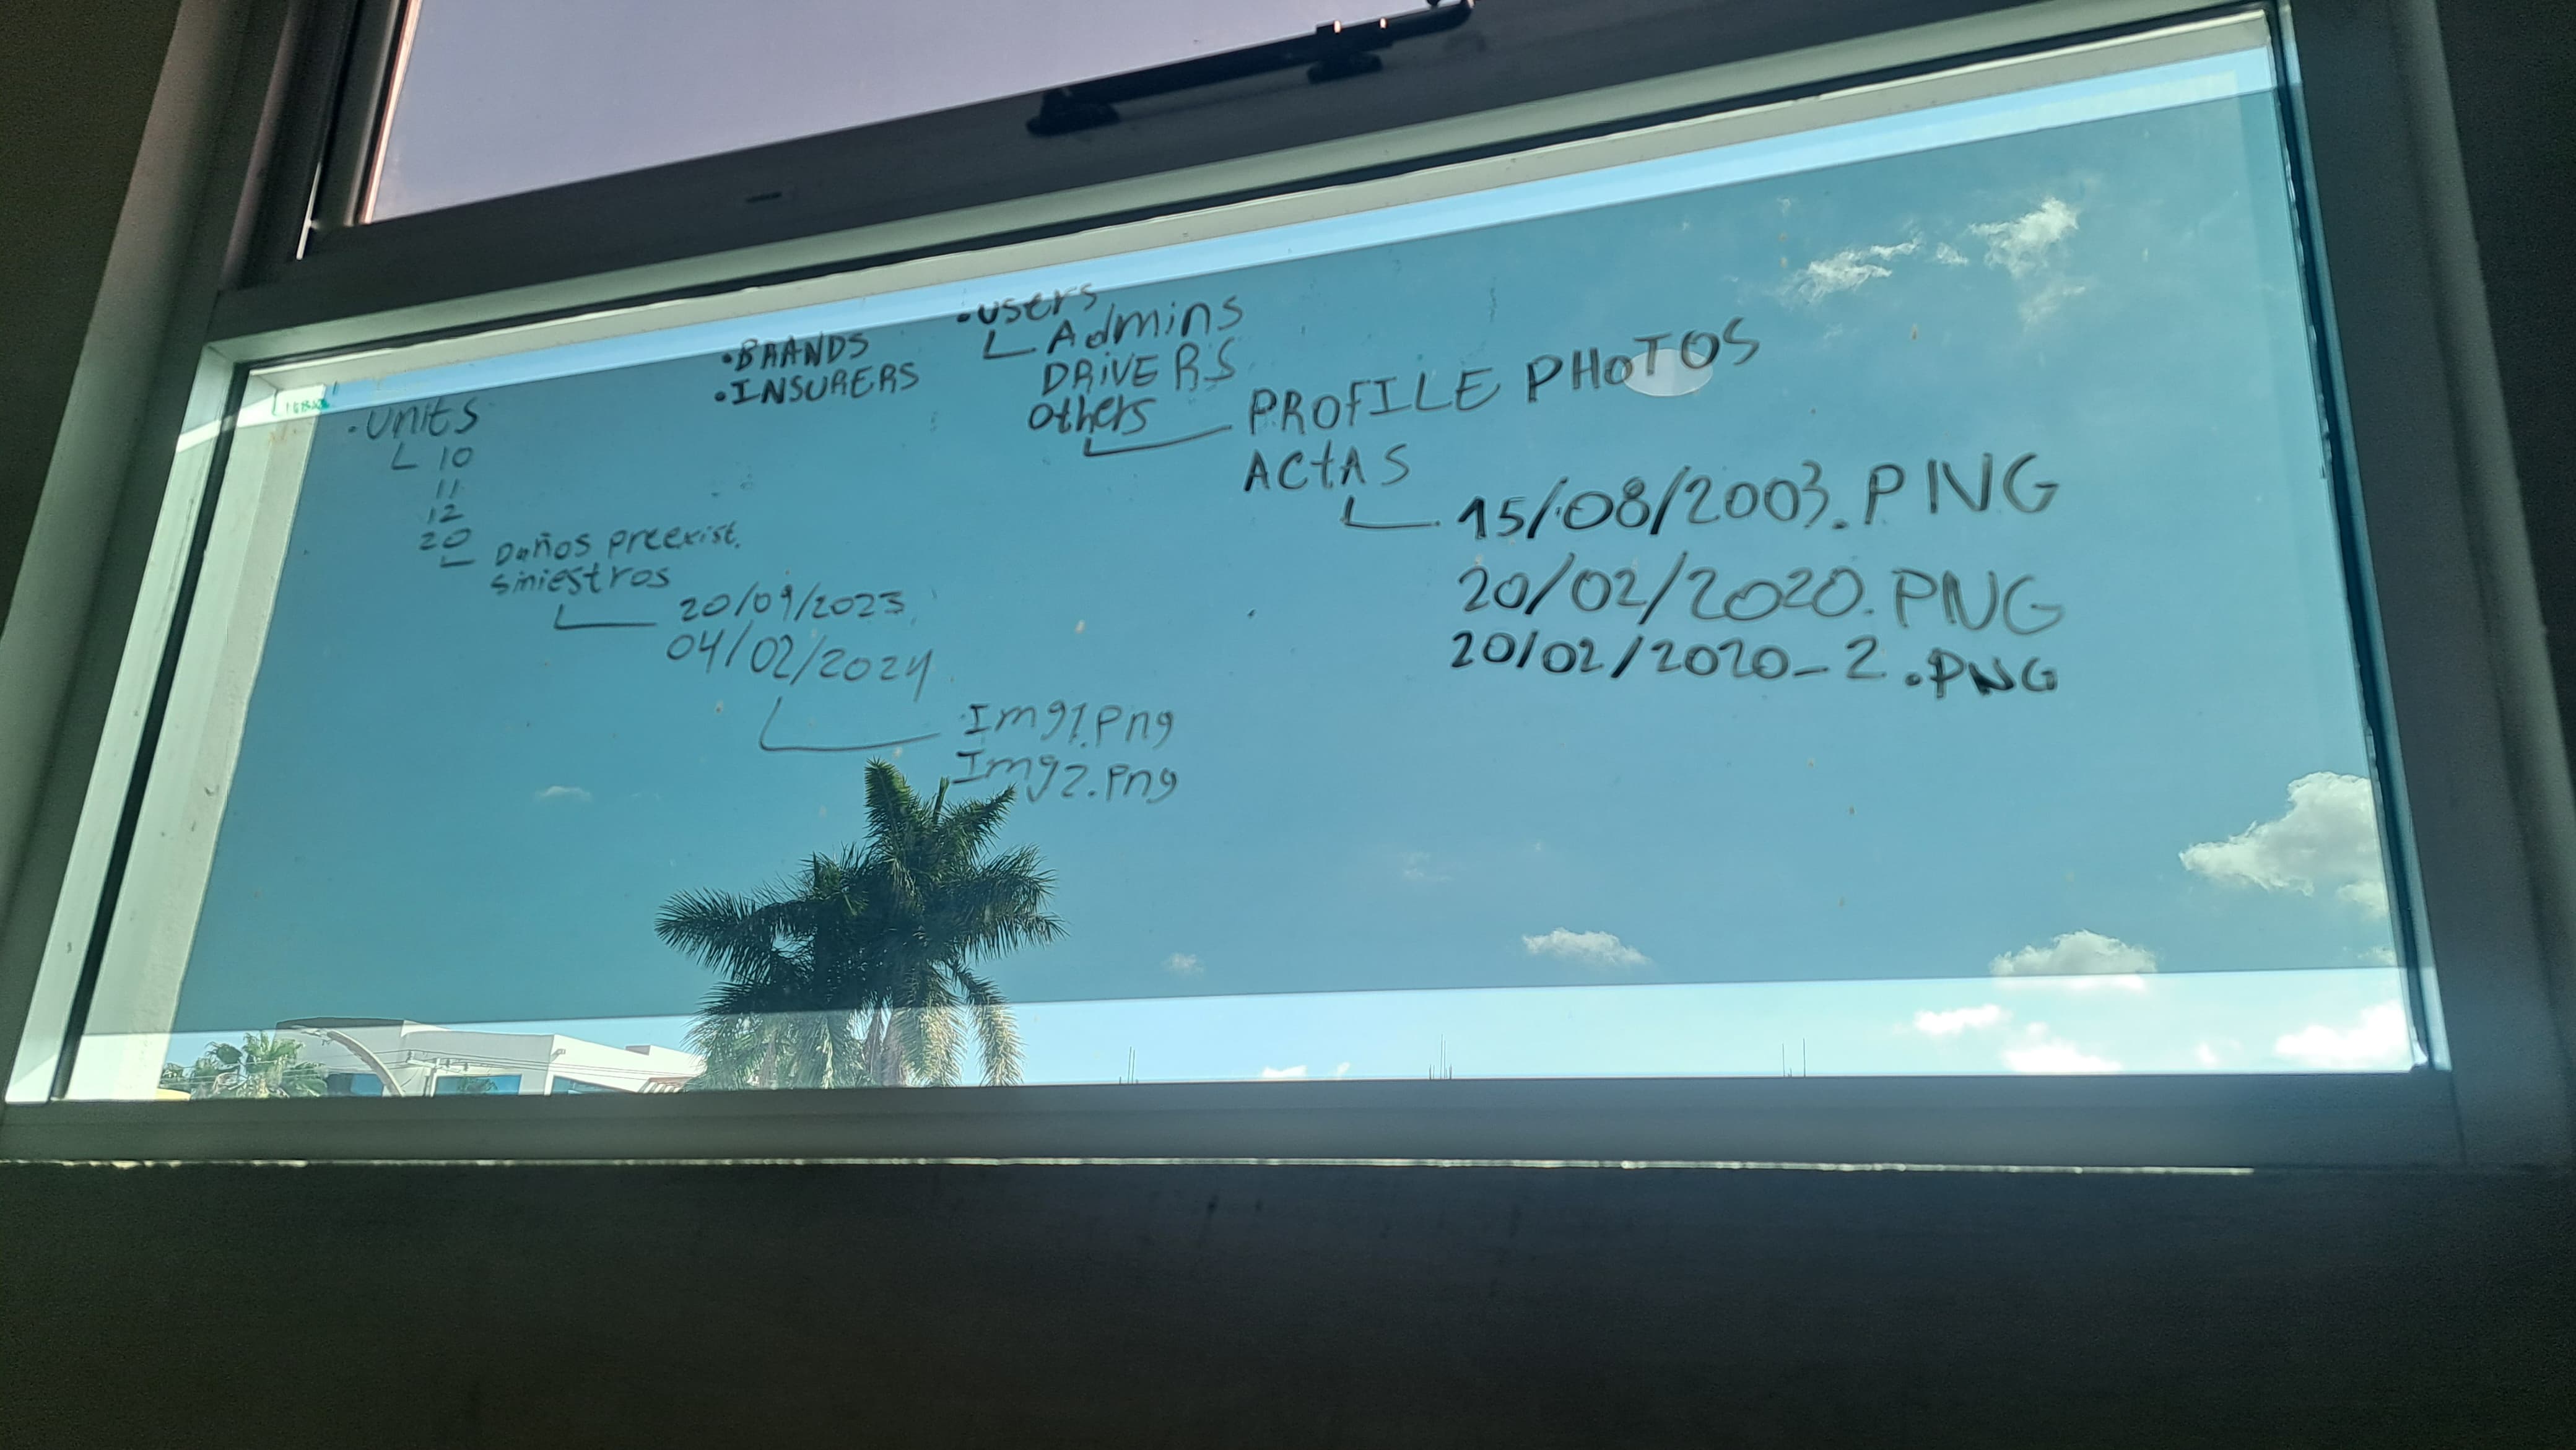 •Units
└ 10
11
12
20
└ Daños preexist.
siniestros
└ 20/09/2023
04/02/2024
└ Img1.png
Img2.png
•BRANDS
•INSURERS
•users
└ Admins
DRiVERS
others
└ PROfILE PHoTOS
ACtAS
└ 15/08/2003.PNG
20/02/2020.PNG
20/02/2020-2.PNG